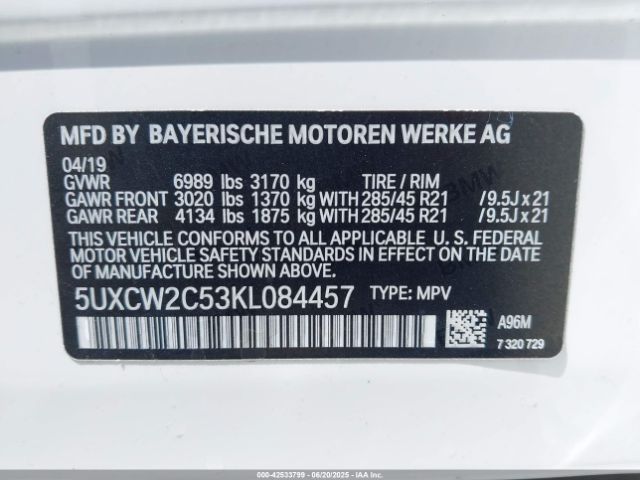 MFD BY BAYERISCHE MOTOREN WERKE AG
04/19
GVWR 6989 lbs 3170 kg TIRE / RIM
GAWR FRONT 3020 lbs 1370 kg WITH 285/45 R21 /9.5J x 21
GAWR REAR 4134 lbs 1875 kg WITH 285/45 R21 /9.5J x 21
THIS VEHICLE CONFORMS TO ALL APPLICABLE U. S. FEDERAL
MOTOR VEHICLE SAFETY STANDARDS IN EFFECT ON THE
DATE OF MANUFACTURE SHOWN ABOVE.
5UXCW2C53KL084457 TYPE: MPV
A96M
7 320 729
000-42533799 - 06/20/2025 - IAAI.COM